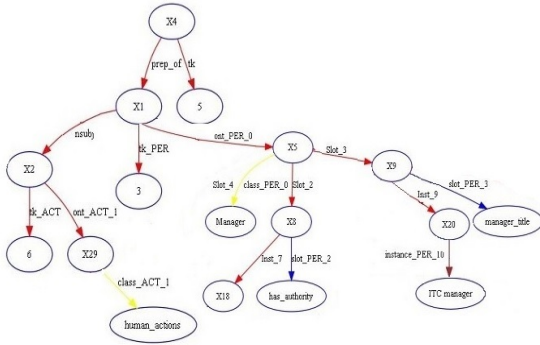 X4
prep_of tk
X1
5
nsubj
tk_PER
ont_PER_0
X5
Slot_3
X2
3
X9
tk_ACT
ont_ACT_1
Slot_4
class_PER_0
Slot_2
Inst_9
slot_PER_3
6
X29
Manager
X8
X20
manager_title
class_ACT_1
Inst_7
slot_PER_2
instance_PER_10
X18
has_authority
ITC manager
human_actions